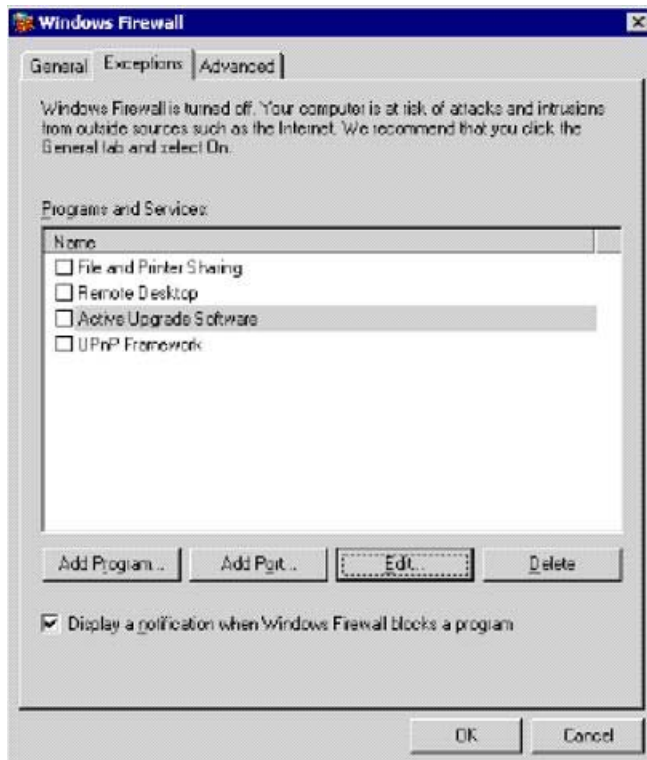 Windows Firewall
General Exceptions Advanced
Windows Firewall is turned off. Your computer is at risk of attacks and intrusions
from outside sources such as the Internet. We recommend that you click the
General tab and select On.
Programs and Services:
Name
File and Printer Sharing
Remote Desktop
Active Upgrade Software
UPnP Framework
Add Program... Add Port... Edit... Delete
Display a notification when Windows Firewall blocks a program
OK Cancel